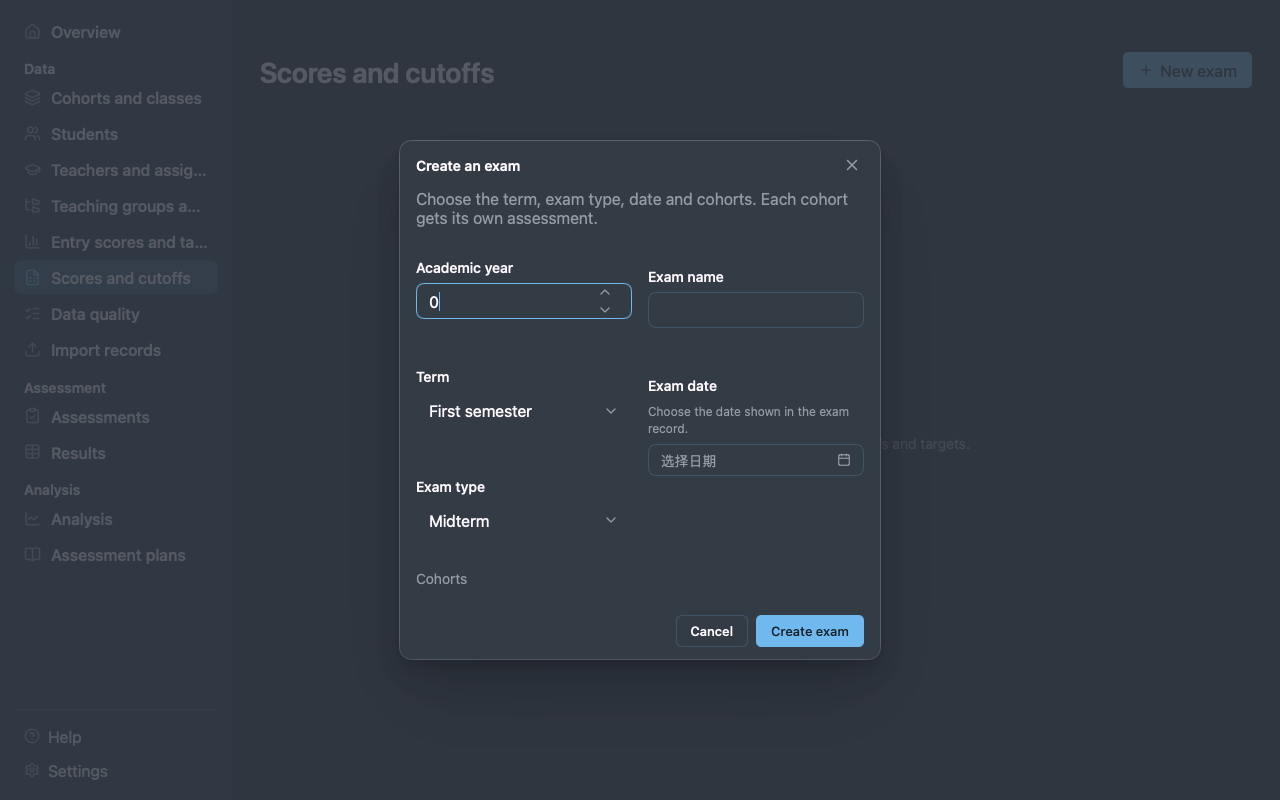 Overview
Data
Cohorts and classes
Students
Teachers and assig...
Teaching groups a...
Entry scores and ta...
Scores and cutoffs
Data quality
Import records
Assessment
Assessments
Results
Analysis
Analysis
Assessment plans
Help
Settings
Scores and cutoffs
New exam
s and targets.
Create an exam
Choose the term, exam type, date and cohorts. Each cohort
gets its own assessment.
Academic year
0
Exam name
Term
First semester
Exam date
Choose the date shown in the exam
record.
选择日期
Exam type
Midterm
Cohorts
Cancel
Create exam